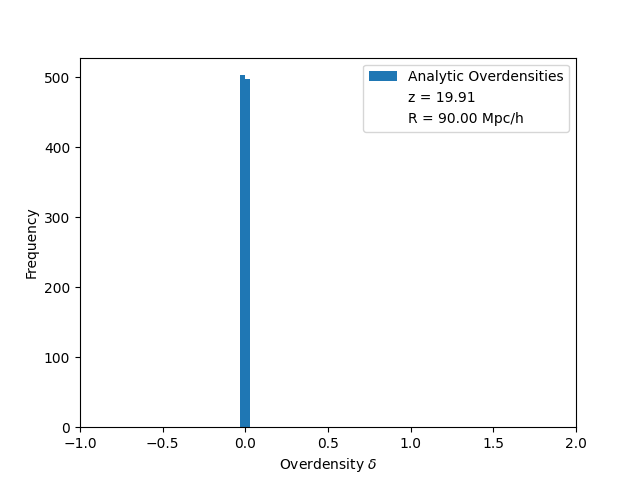 Analytic Overdensities
z = 19.91
R = 90.00 Mpc/h
500
400
300
200
100
0
Frequency
−1.0 −0.5 0.0 0.5 1.0 1.5 2.0
Overdensity δ